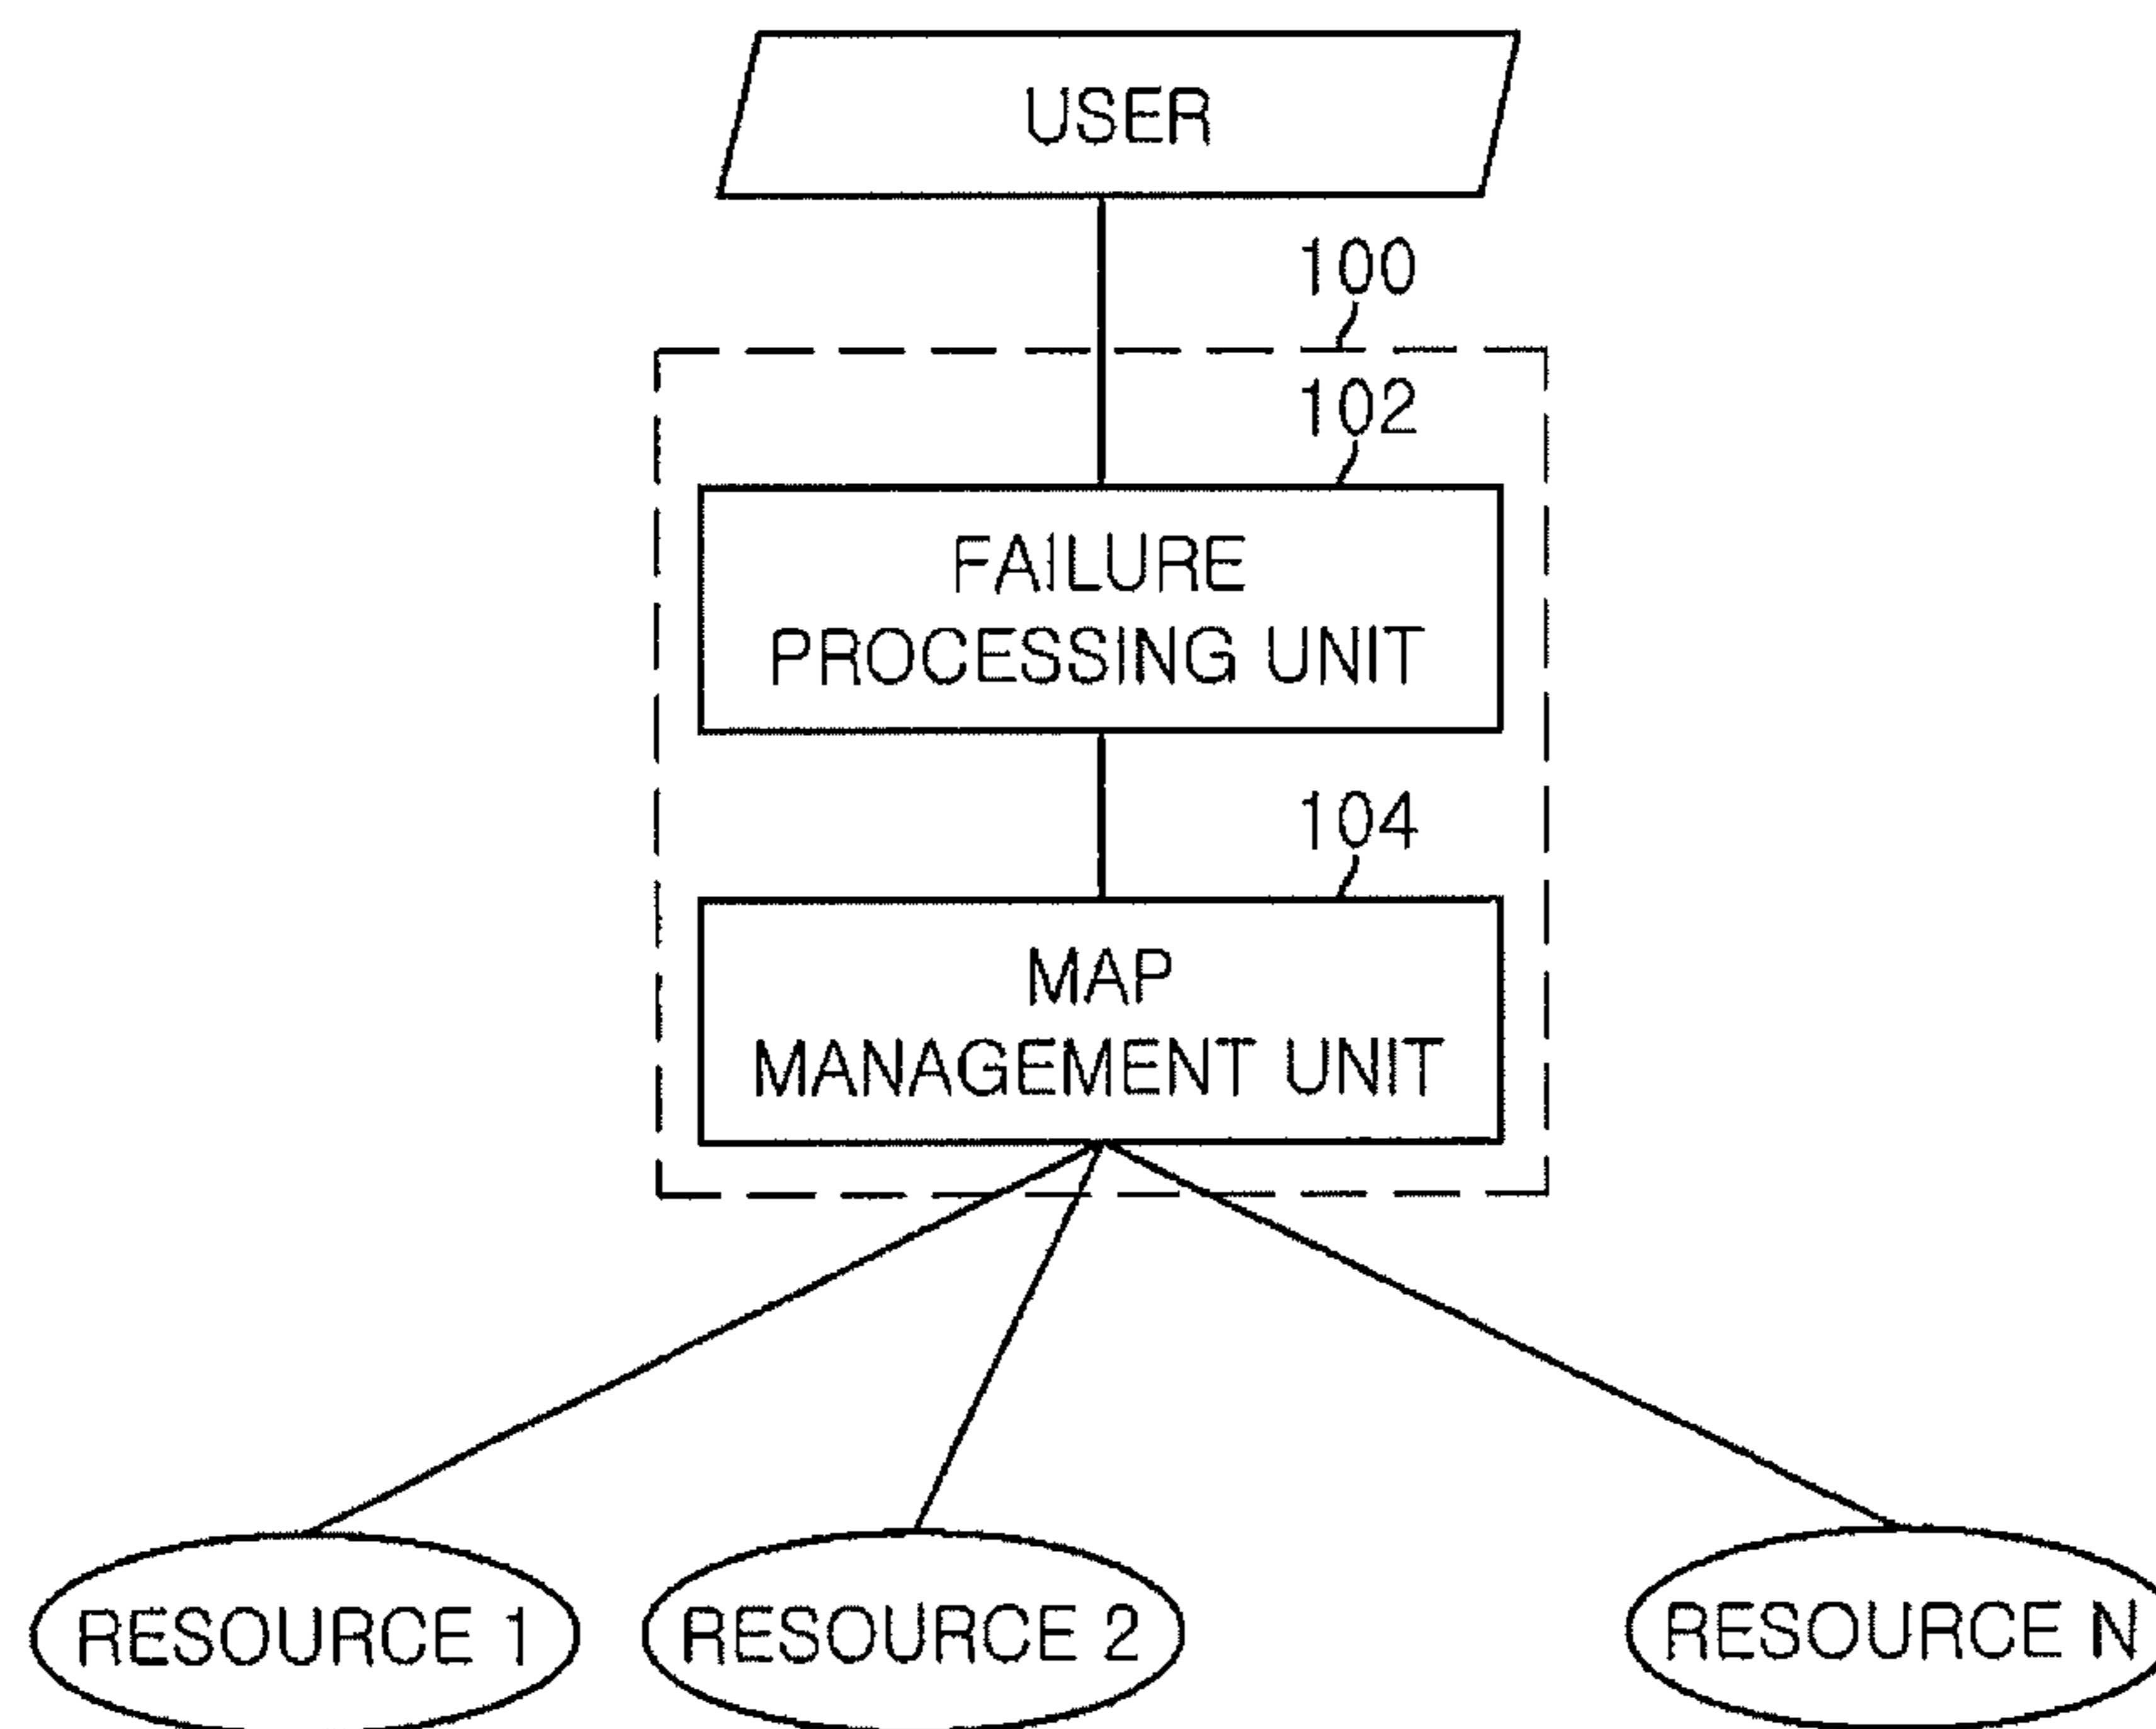 USER
100
102
FAILURE
PROCESSING UNIT
104
MAP
MANAGEMENT UNIT
RESOURCE 1
RESOURCE 2
RESOURCE N